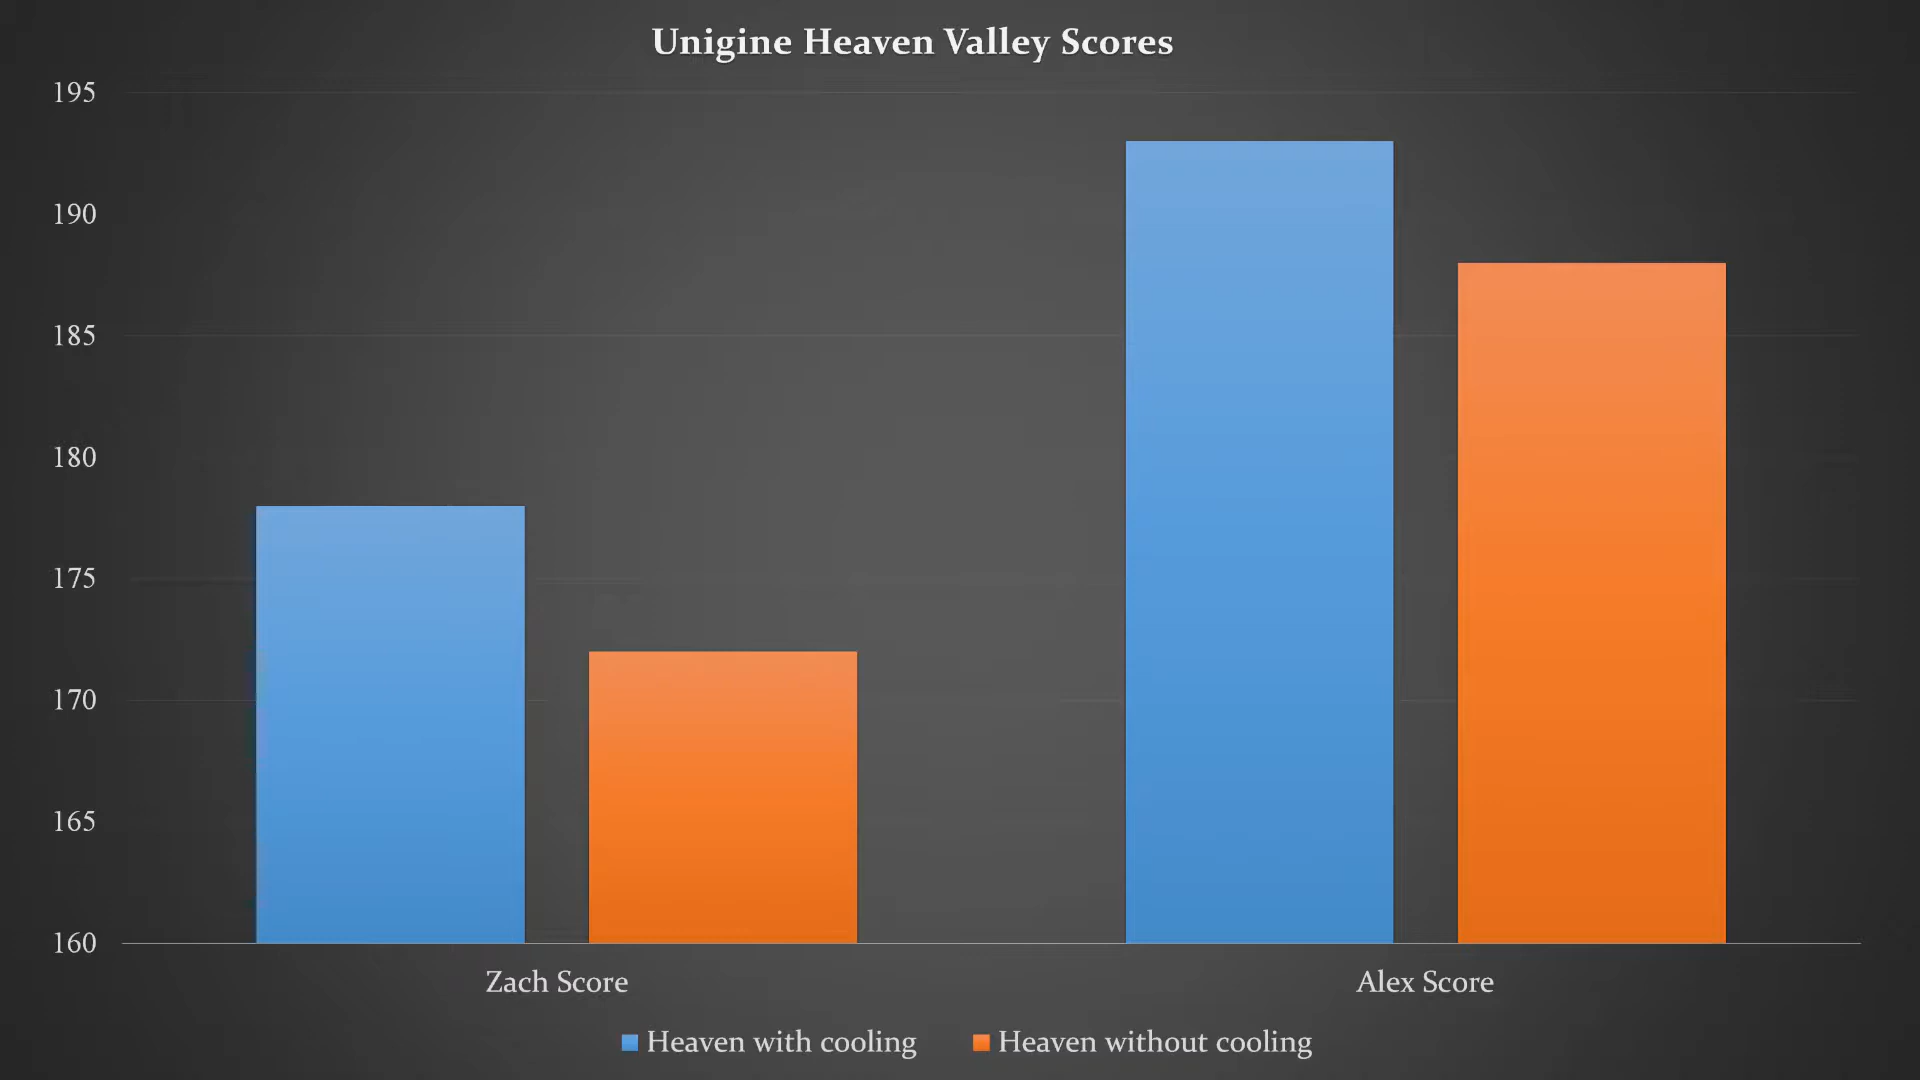 Unigine Heaven Valley Scores
195
190
185
180
175
170
165
160
Zach Score Alex Score
Heaven with cooling Heaven without cooling